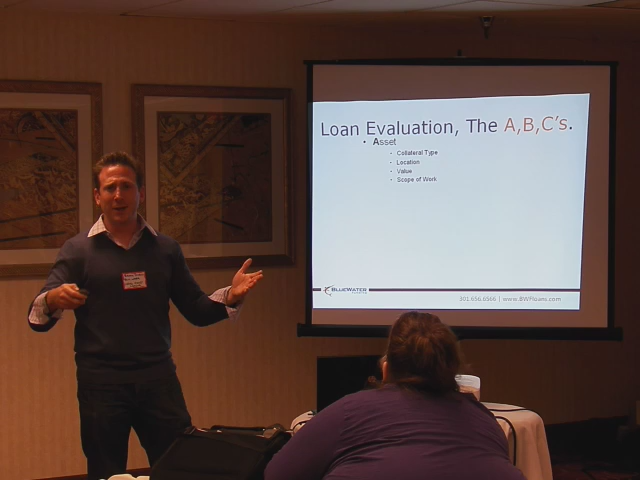 Loan Evaluation, The A,B,C's.
• Asset
• Collateral Type
• Location
• Value
• Scope of Work
BLUEWATER
301.656.6566 | www.BWFloans.com